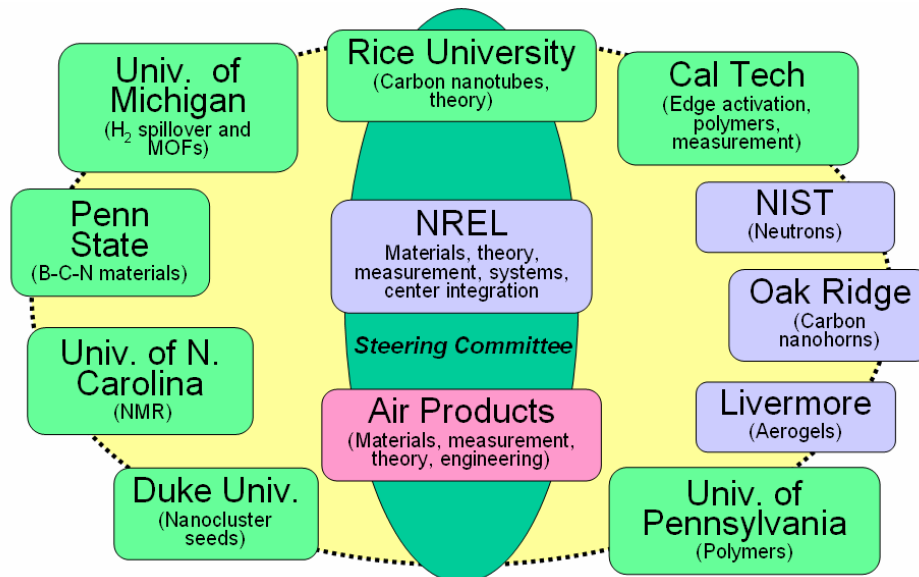 Rice University
(Carbon nanotubes,
theory)
Univ. of
Michigan
(H₂ spillover and
MOFs)
Cal Tech
(Edge activation,
polymers,
measurement)
Penn
State
(B-C-N materials)
NREL
Materials, theory,
measurement, systems,
center integration
NIST
(Neutrons)
Oak Ridge
(Carbon
nanohorns)
Univ. of N.
Carolina
(NMR)
Steering Committee
Air Products
(Materials, measurement,
theory, engineering)
Livermore
(Aerogels)
Duke Univ.
(Nanocluster
seeds)
Univ. of
Pennsylvania
(Polymers)